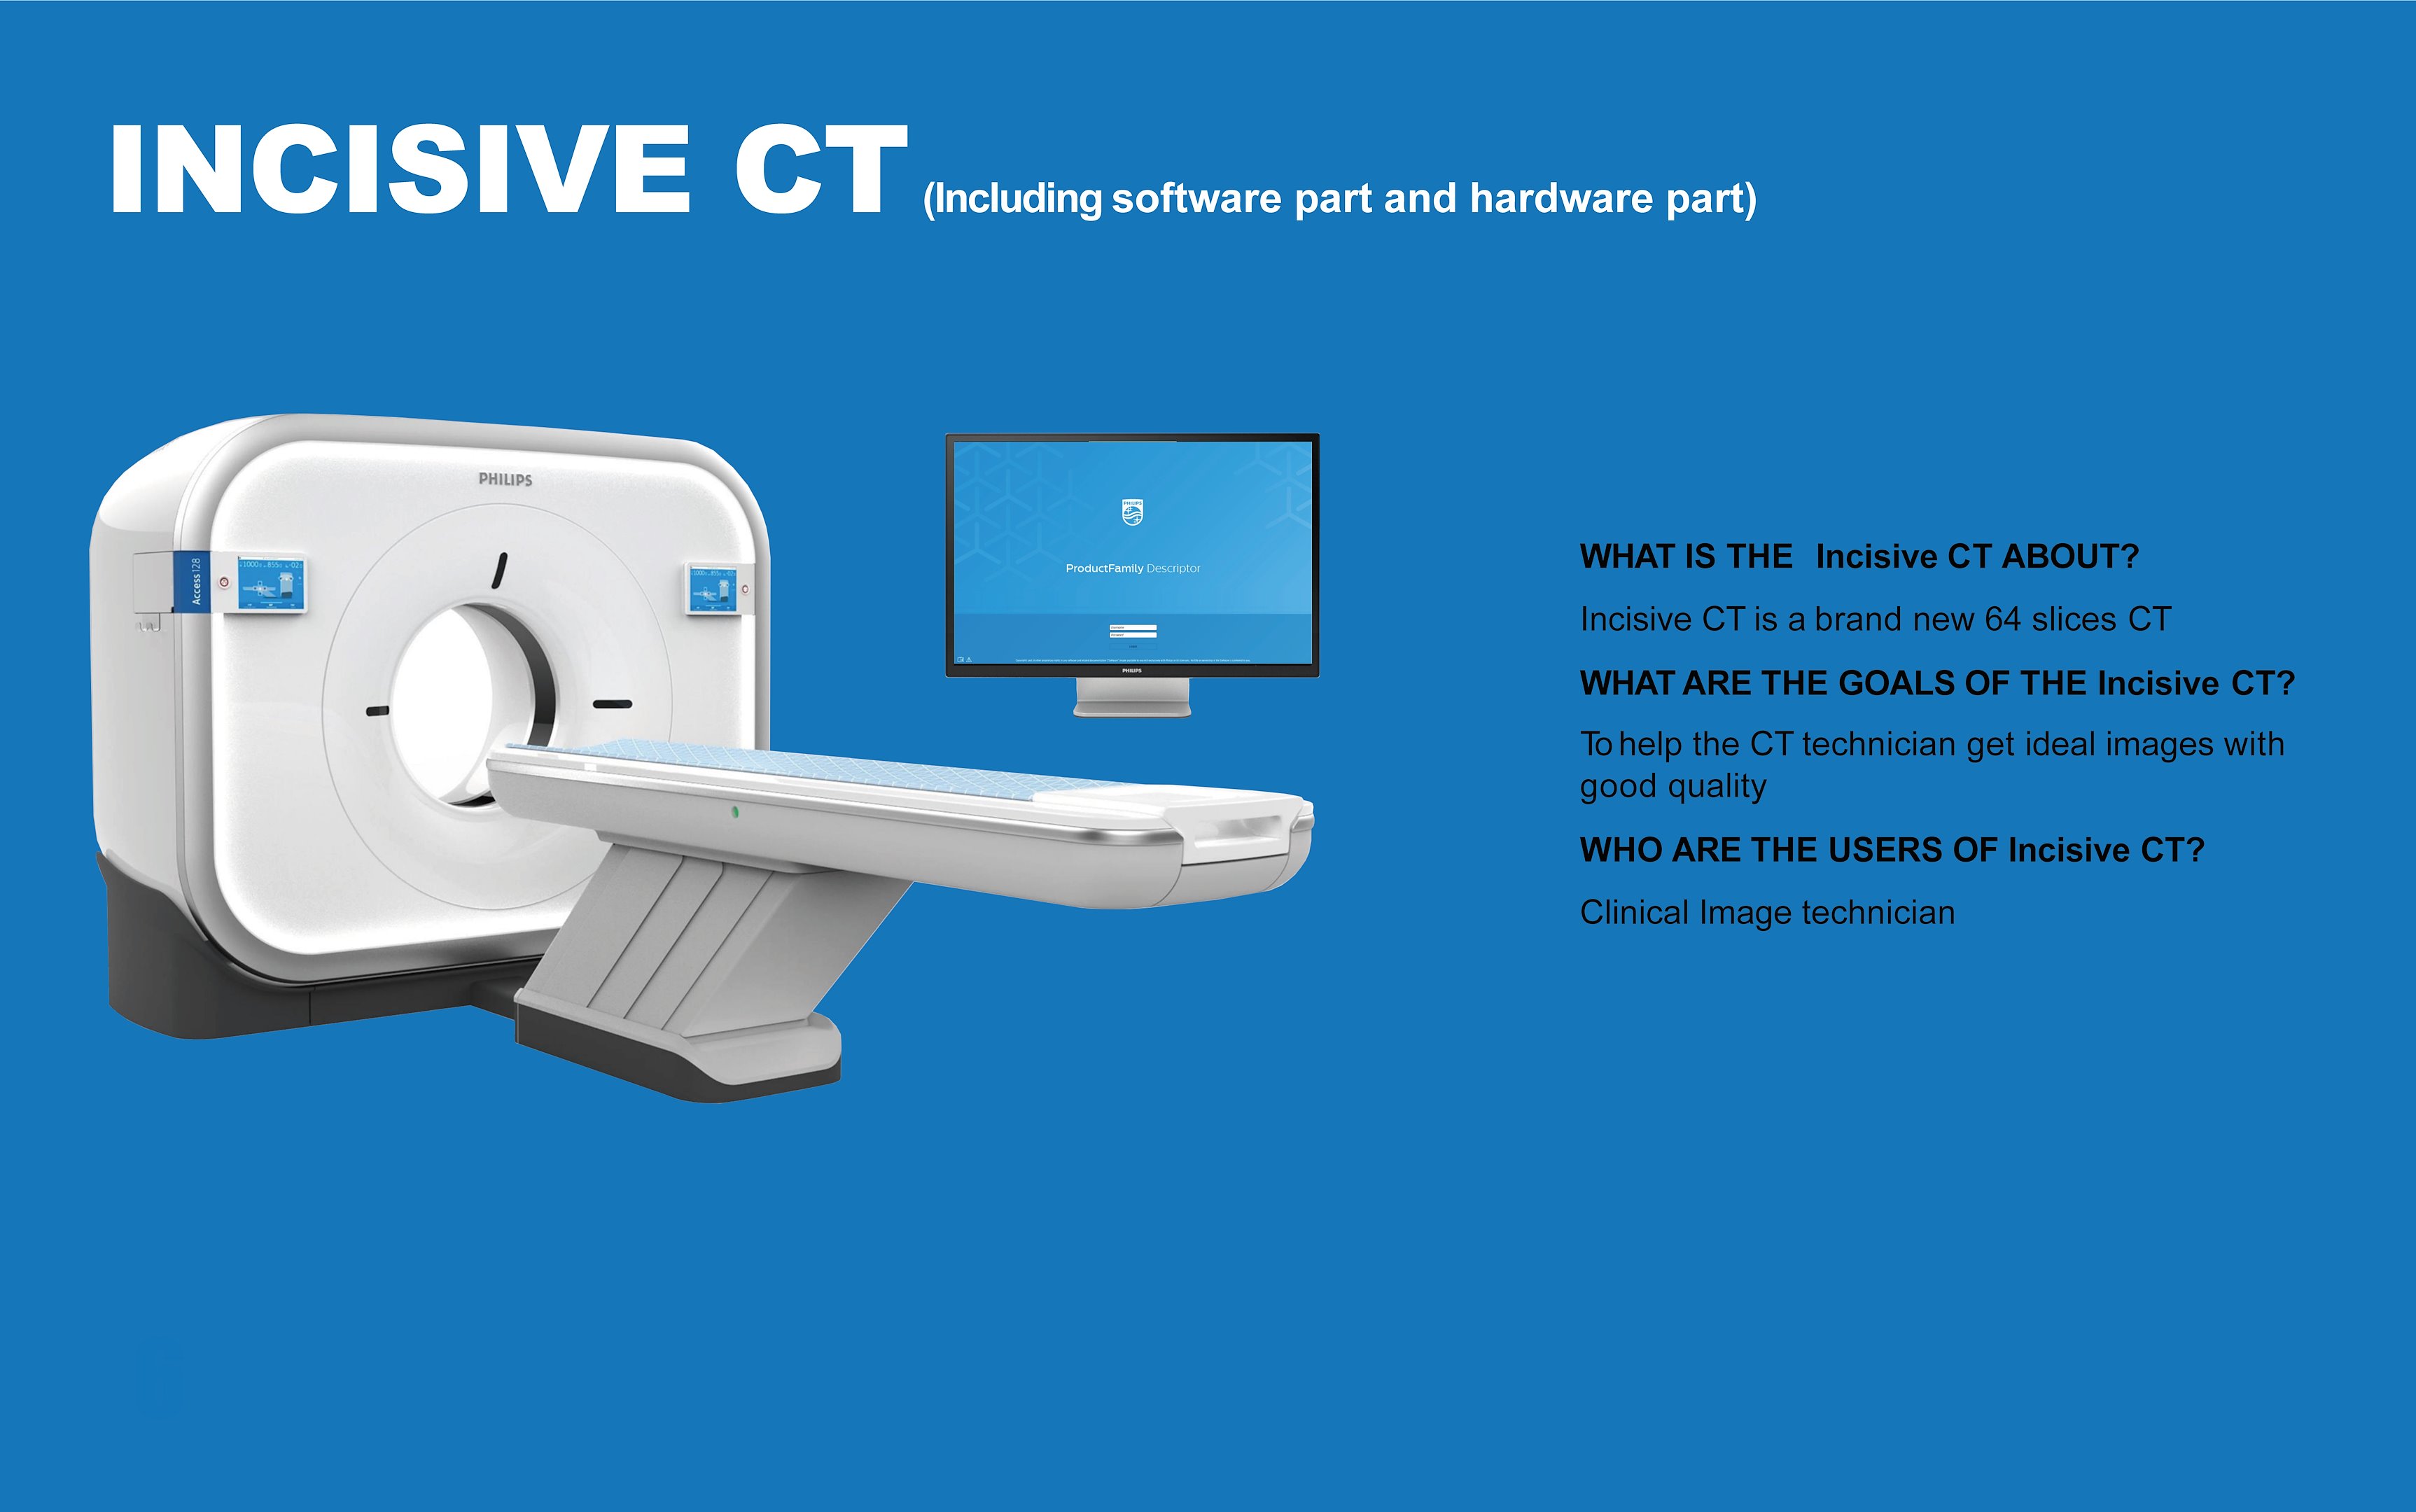 INCISIVE CT (Including software part and hardware part)
PHILIPS
Access 128
ProductFamily Descriptor
PHILIPS
WHAT IS THE Incisive CT ABOUT?
Incisive CT is a brand new 64 slices CT
WHAT ARE THE GOALS OF THE Incisive CT?
To help the CT technician get ideal images with
good quality
WHO ARE THE USERS OF Incisive CT?
Clinical Image technician